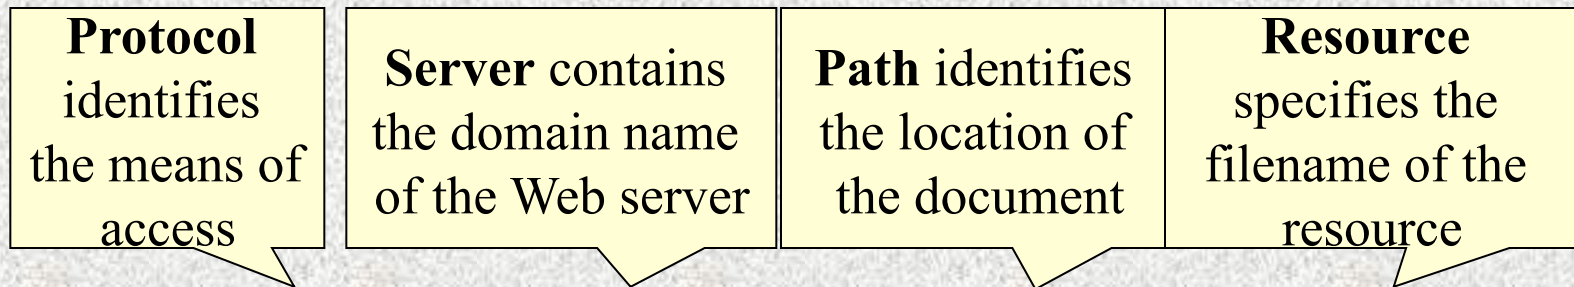 Protocol
identifies
the means of
access
Server contains
the domain name
of the Web server
Path identifies
the location of
the document
Resource
specifies the
filename of the
resource